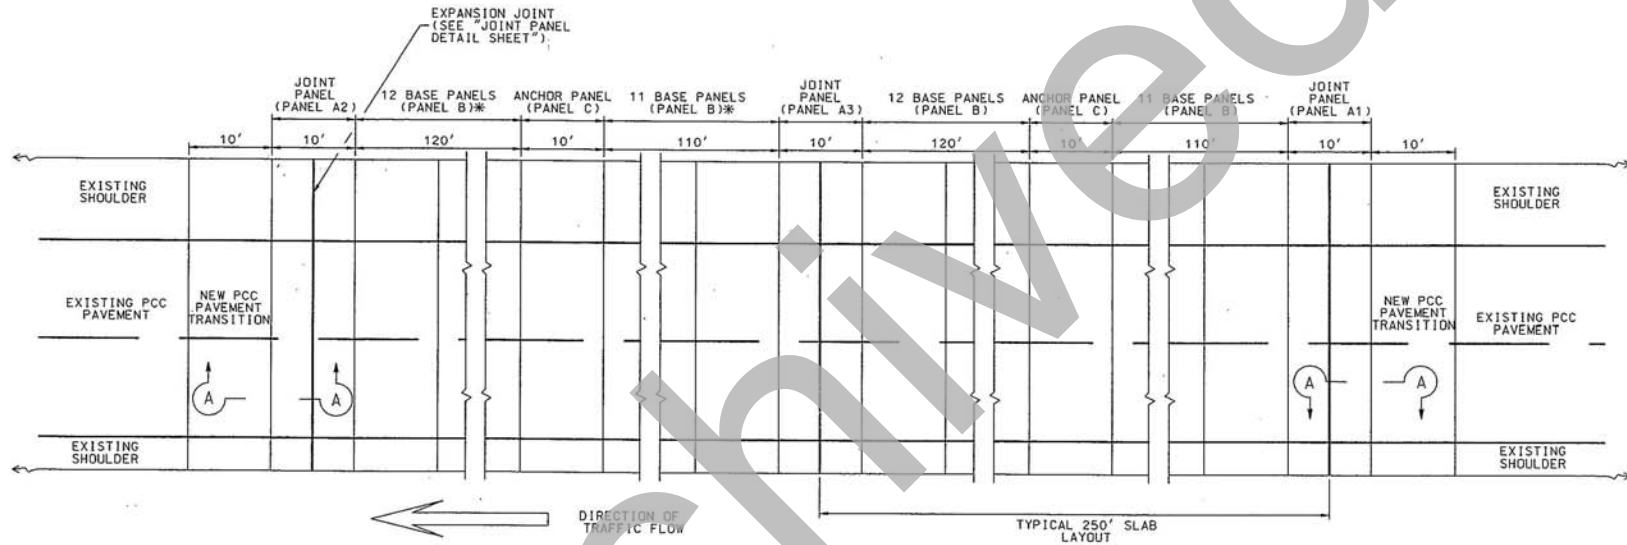 EXPANSION JOINT
(SEE "JOINT PANEL
DETAIL SHEET")
JOINT
PANEL
(PANEL A2)
12 BASE PANELS
(PANEL B)*
ANCHOR PANEL
(PANEL C)
11 BASE PANELS
(PANEL B)*
JOINT
PANEL
(PANEL A3)
12 BASE PANELS
(PANEL B)
ANCHOR PANEL
(PANEL C)
11 BASE PANELS
(PANEL B)
JOINT
PANEL
(PANEL A1)
10' 10' 120' 10' 110' 10' 120' 10' 110' 10' 10'
EXISTING
SHOULDER
EXISTING
SHOULDER
EXISTING PCC
PAVEMENT
NEW PCC
PAVEMENT
TRANSITION
NEW PCC
PAVEMENT
TRANSITION
EXISTING PCC
PAVEMENT
A A A A
EXISTING
SHOULDER
EXISTING
SHOULDER
DIRECTION OF
TRAFFIC FLOW
TYPICAL 250' SLAB
LAYOUT